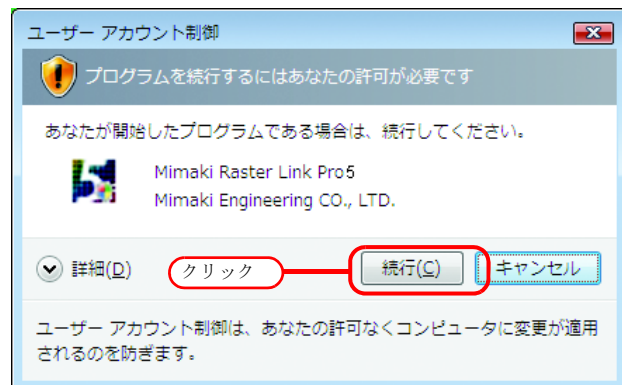 ユーザー アカウント制御
プログラムを続行するにはあなたの許可が必要です
あなたが開始したプログラムである場合は、続行してください。
Mimaki Raster Link Pro5
Mimaki Engineering CO., LTD.
詳細(D)
クリック
続行(C)
キャンセル
ユーザー アカウント制御は、あなたの許可なくコンピュータに変更が適用
されるのを防ぎます。